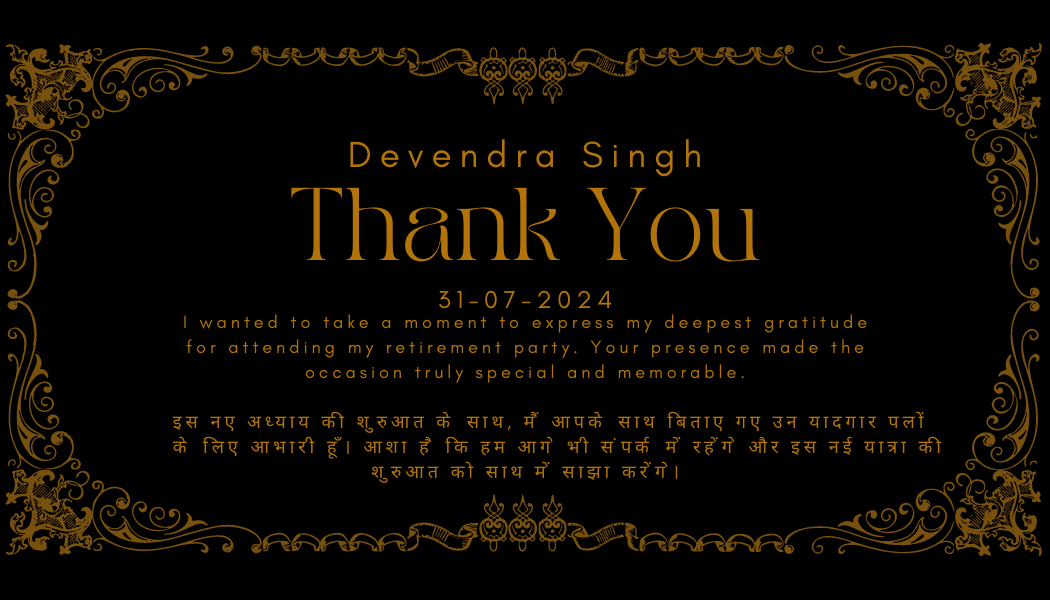 Devendra Singh
Thank You
31-07-2024
I wanted to take a moment to express my deepest gratitude
for attending my retirement party. Your presence made the
occasion truly special and memorable.
इस नए अध्याय की शुरुआत के साथ, मैं आपके साथ बिताए गए उन यादगार पलों
के लिए आभारी हूँ। आशा है कि हम आगे भी संपर्क में रहेंगे और इस नई यात्रा की
शुरुआत को साथ में साझा करेंगे।